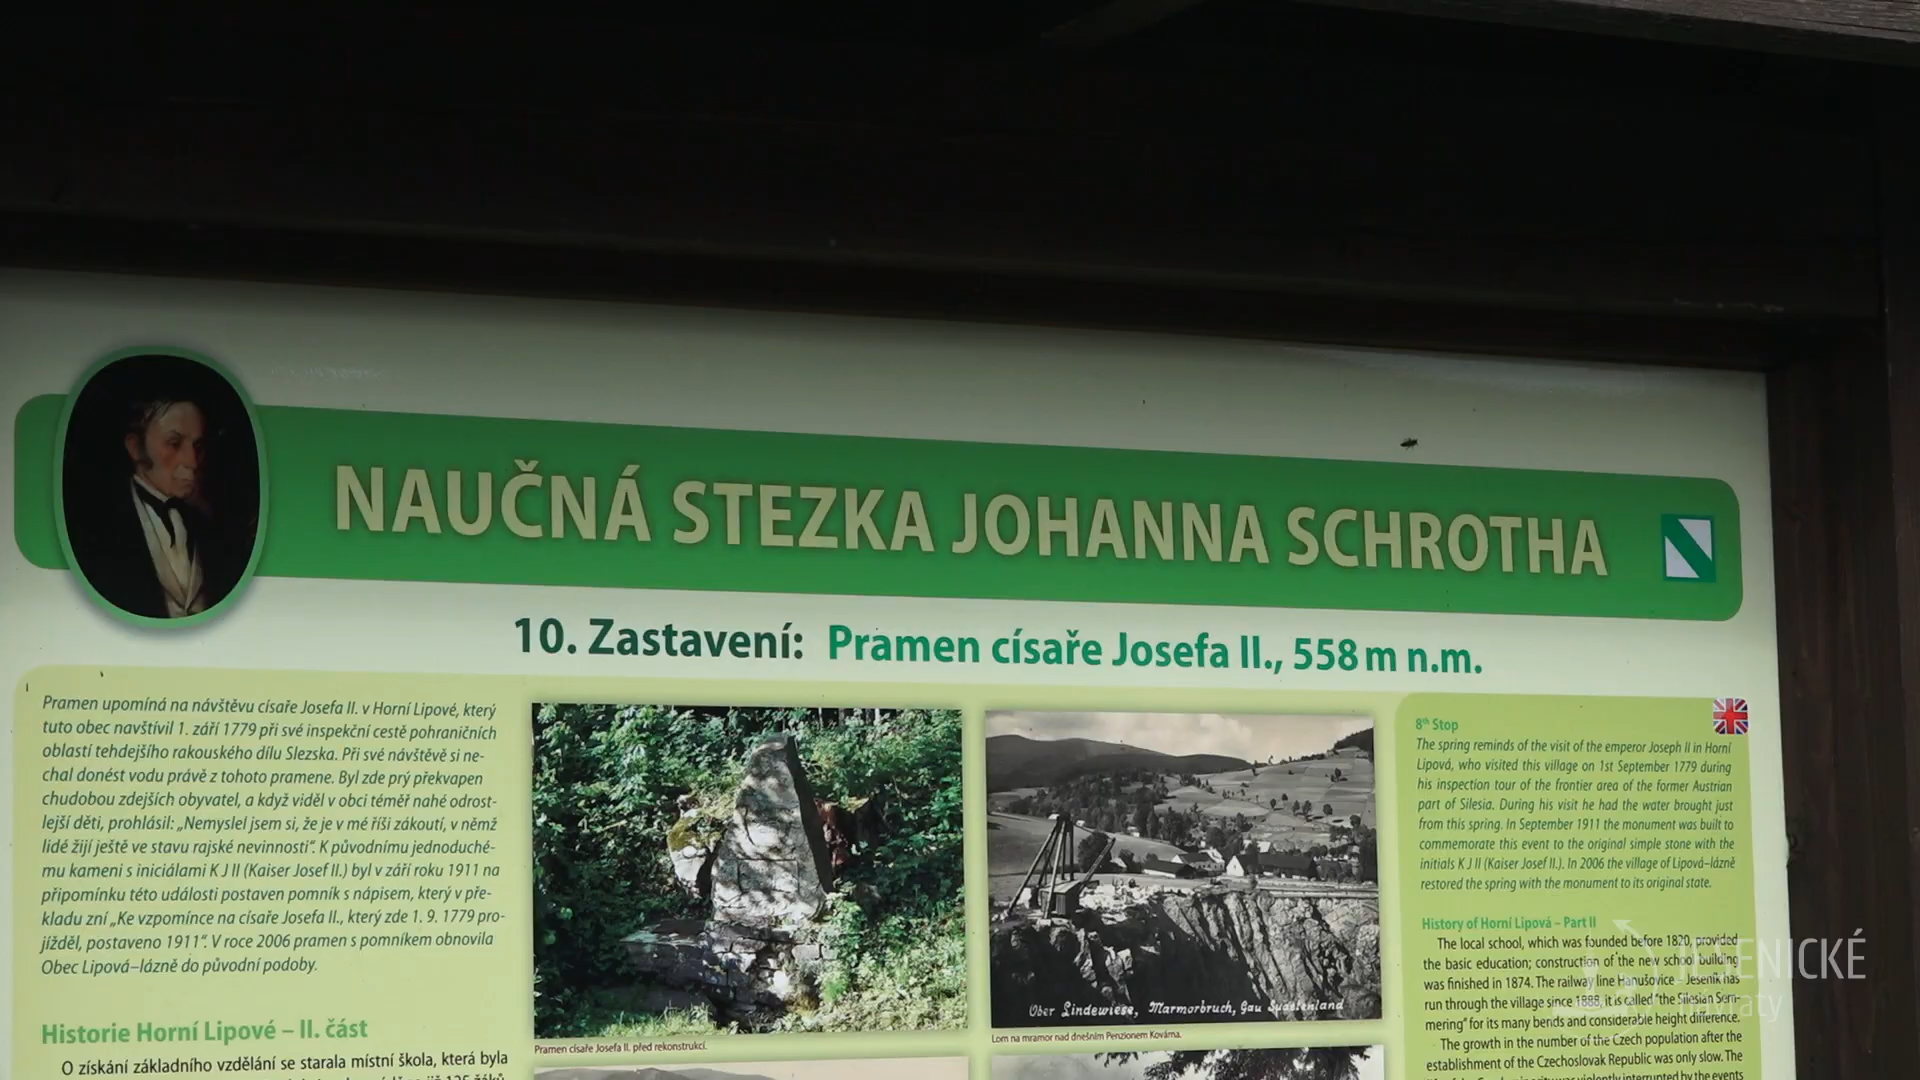 NAUČNÁ STEZKA JOHANNA SCHROTHA
10. Zastavení: Pramen císaře Josefa II., 558 m n.m.
Pramen upomíná na návštěvu císaře Josefa II. v Horní Lipové, který
tuto obec navštívil 1. září 1779 při své inspekční cestě pohraničních
oblastí tehdejšího rakouského dílu Slezska. Při své návštěvě si ne-
chal donést vodu právě z tohoto pramene. Byl zde prý překvapen
chudobou zdejších obyvatel, a když viděl v obci téměř nahé odrost-
lejší děti, prohlásil: „Nemyslel jsem si, že je v mé říši zákoutí, v němž
lidé žijí ještě ve stavu rajské nevinnosti“. K původnímu jednoduché-
mu kameni s iniciálami K J II (Kaiser Josef II.) byl v září roku 1911 na
připomínku této události postaven pomník s nápisem, který v pře-
kladu zní „Ke vzpomínce na císaře Josefa II., který zde 1. 9. 1779 pro-
jížděl, postaveno 1911“. V roce 2006 pramen s pomníkem obnovila
Obec Lipová–lázně do původní podoby.
Historie Horní Lipové – II. část
O získání základního vzdělání se starala místní škola, která byla
Pramen císaře Josefa II. před rekonstrukcí.
Ober Lindewiese, Marmorbruch, Gau Sudetenland
Lom na mramor nad dnešním Penzionem Kovárna.
8th Stop
The spring reminds of the visit of the emperor Joseph II in Horní
Lipová, who visited this village on 1st September 1779 during
his inspection tour of the frontier area of the former Austrian
part of Silesia. During his visit he had the water brought just
from this spring. In September 1911 the monument was built to
commemorate this event to the original simple stone with the
initials K J II (Kaiser Josef II.). In 2006 the village of Lipová–lázně
restored the spring with the monument to its original state.
History of Horní Lipová – Part II
The local school, which was founded before 1820, provided
the basic education; construction of the new school building
was finished in 1874. The railway line Hanušovice – Jeseník has
run through the village since 1888, it is called "the Silesian Sem-
mering" for its many bends and considerable height difference.
The growth in the number of the Czech population after the
establishment of the Czechoslovak Republic was only slow. The
JESENICKÉ